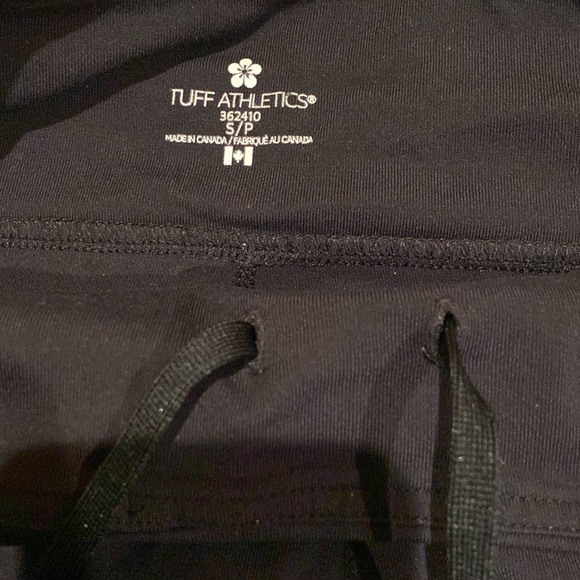 TUFF ATHLETICS®
362410
S/P
MADE IN CANADA / FABRIQUÉ AU CANADA